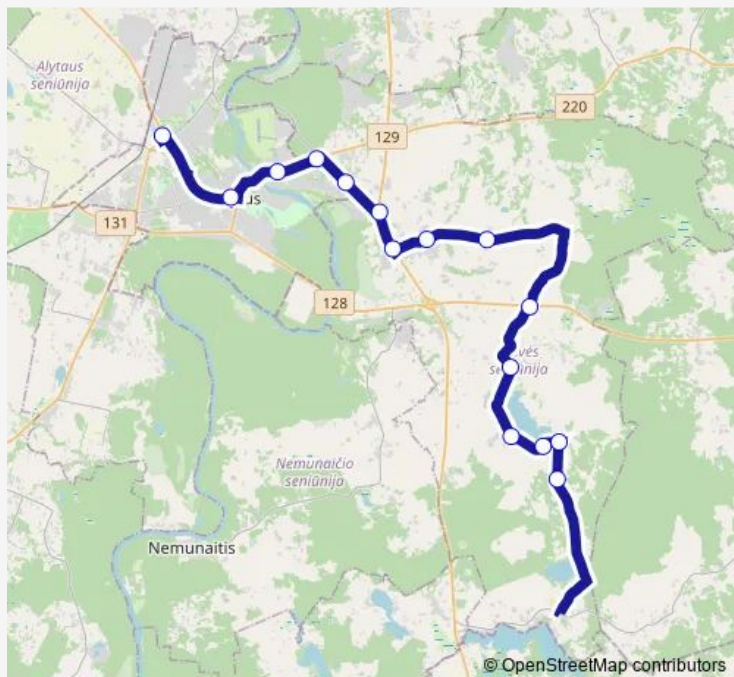 Alytaus
seniūnija
220
129
us
131
128
vės
seniūnija
Nemunaičio
seniūnija
Nemunaitis
© OpenStreetMap contributors